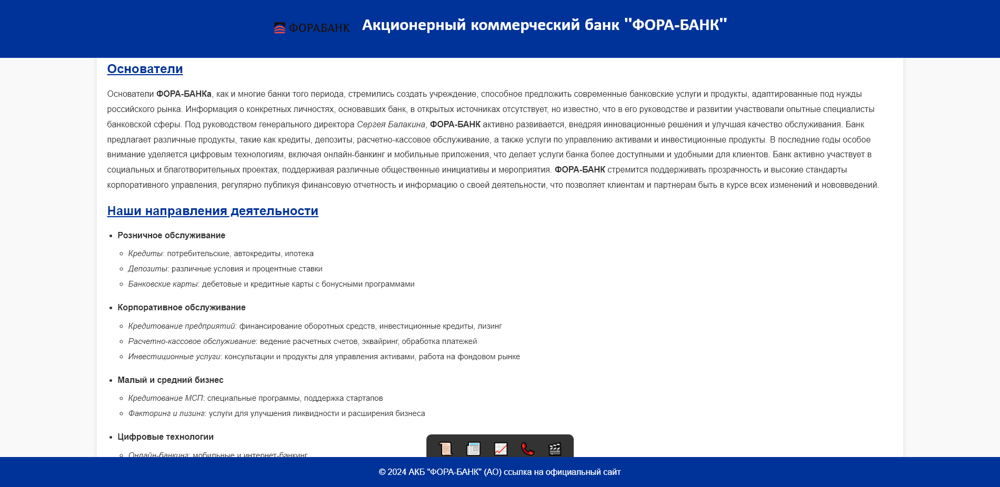 ФОРАБАНК Акционерный коммерческий банк "ФОРА-БАНК"
Основатели
Основатели ФОРА-БАНКа, как и многие банки того периода, стремились создать учреждение, способное предложить современные банковские услуги и продукты, адаптированные под нужды
российского рынка. Информация о конкретных личностях, основавших банк, в открытых источниках отсутствует, но известно, что в его руководстве и развитии участвовали опытные специалисты
банковской сферы. Под руководством генерального директора Сергея Балакина, ФОРА-БАНК активно развивается, внедряя инновационные решения и улучшая качество обслуживания. Банк
предлагает различные продукты, такие как кредиты, депозиты, расчетно-кассовое обслуживание, а также услуги по управлению активами и инвестиционные продукты. В последние годы особое
внимание уделяется цифровым технологиям, включая онлайн-банкинг и мобильные приложения, что делает услуги банка более доступными и удобными для клиентов. Банк активно участвует в
социальных и благотворительных проектах, поддерживая различные общественные инициативы и мероприятия. ФОРА-БАНК стремится поддерживать прозрачность и высокие стандарты
корпоративного управления, регулярно публикуя финансовую отчетность и информацию о своей деятельности, что позволяет клиентам и партнерам быть в курсе всех изменений и нововведений.
Наши направления деятельности
Розничное обслуживание
Кредиты: потребительские, автокредиты, ипотека
Депозиты: различные условия и процентные ставки
Банковские карты: дебетовые и кредитные карты с бонусными программами
Корпоративное обслуживание
Кредитование предприятий: финансирование оборотных средств, инвестиционные кредиты, лизинг
Расчетно-кассовое обслуживание: ведение расчетных счетов, эквайринг, обработка платежей
Инвестиционные услуги: консультации и продукты для управления активами, работа на фондовом рынке
Малый и средний бизнес
Кредитование МСП: специальные программы, поддержка стартапов
Факторинг и лизинг: услуги для улучшения ликвидности и расширения бизнеса
Цифровые технологии
Онлайн-банкинг: мобильные и интернет-банкинг
© 2024 АКБ "ФОРА-БАНК" (АО) ссылка на официальный сайт